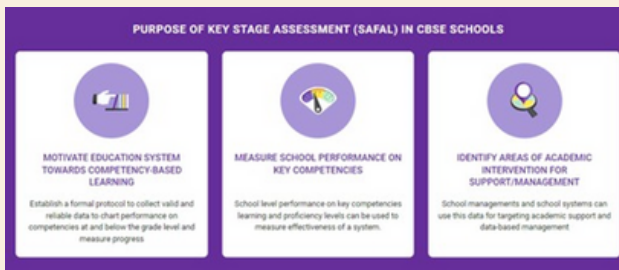 PURPOSE OF KEY STAGE ASSESSMENT (SAFAL) IN CBSE SCHOOLS
MOTIVATE EDUCATION SYSTEM
TOWARDS COMPETENCY-BASED
LEARNING
Establish a formal protocol to collect valid and
reliable data to chart performance on
competencies at and below the grade level and
measure progress
MEASURE SCHOOL PERFORMANCE ON
KEY COMPETENCIES
School level performance on key competencies
learning and proficiency levels can be used to
measure effectiveness of a system.
IDENTIFY AREAS OF ACADEMIC
INTERVENTION FOR
SUPPORT/MANAGEMENT
School managements and school systems can
use this data for targeting academic support and
data-based management